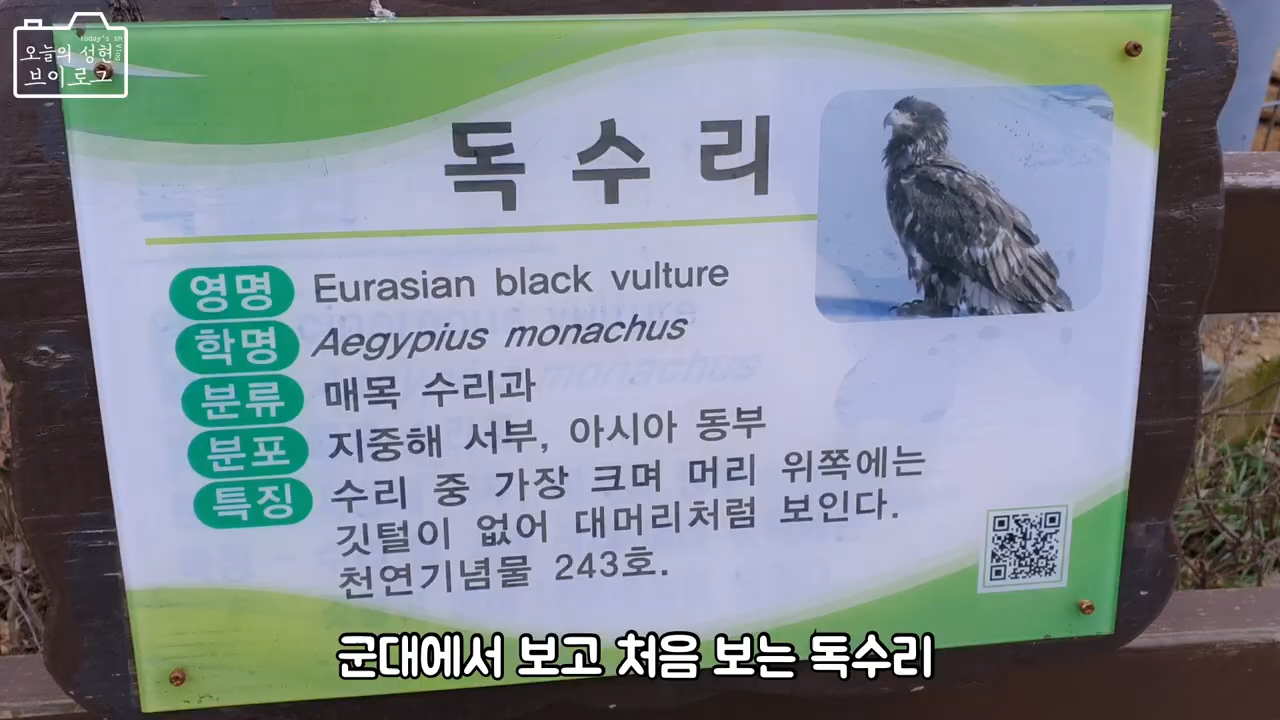 today's sh
Vlog
오늘의 성현
브이로그
독수리
영명 Eurasian black vulture
학명 Aegypius monachus
분류 매목 수리과
분포 지중해 서부, 아시아 동부
특징 수리 중 가장 크며 머리 위쪽에는
깃털이 없어 대머리처럼 보인다.
천연기념물 243호.
군대에서 보고 처음 보는 독수리